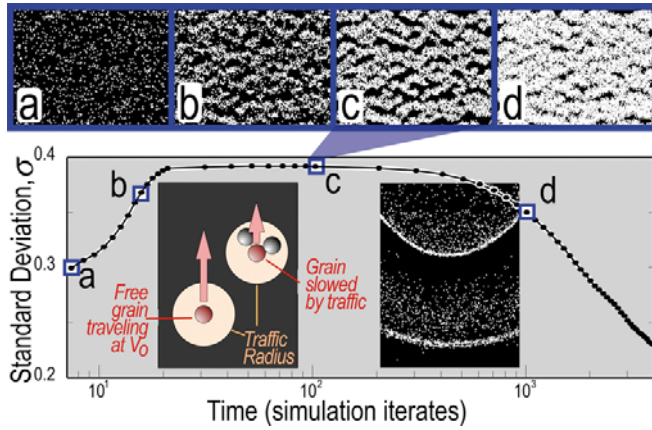 a
b
c
d
Standard Deviation, σ
0.4
0.3
0.2
a
b
c
d
Free
grain
traveling
at Vo
Grain
slowed
by traffic
Traffic
Radius
10¹
10²
10³
Time (simulation iterates)